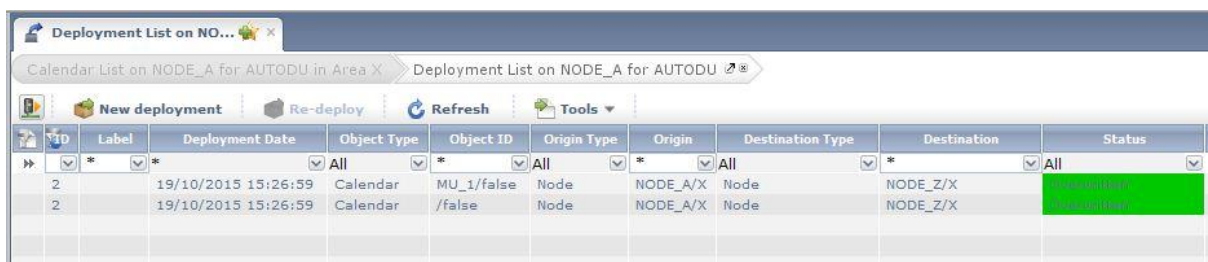 Deployment List on NO... ×
Calendar List on NODE_A for AUTODU in Area X Deployment List on NODE_A for AUTODU
New deployment Re-deploy Refresh Tools
ID Label Deployment Date Object Type Object ID Origin Type Origin Destination Type Destination Status
* * All * All * All * All
2 19/10/2015 15:26:59 Calendar MU_1/false Node NODE_A/X Node NODE_Z/X
2 19/10/2015 15:26:59 Calendar /false Node NODE_A/X Node NODE_Z/X